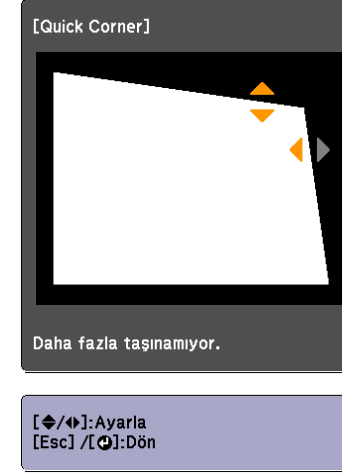 [Quick Corner]
Daha fazla taşınamıyor.
[◆/◆]:Ayarla
[Esc] /[↵]:Dön